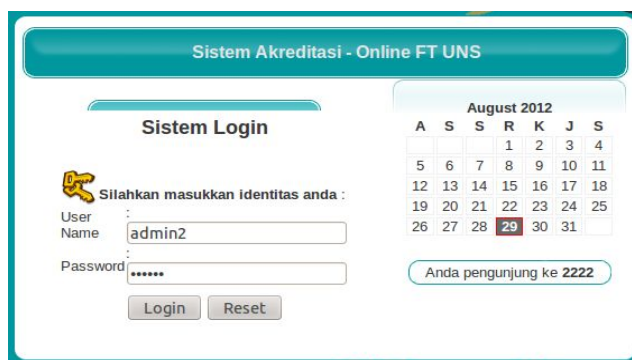 Sistem Akreditasi - Online FT UNS
Sistem Login
Silahkan masukkan identitas anda :
User Name :
admin2
Password :
••••••
Login Reset
August 2012
A S S R K J S
1 2 3 4
5 6 7 8 9 10 11
12 13 14 15 16 17 18
19 20 21 22 23 24 25
26 27 28 29 30 31
Anda pengunjung ke 2222